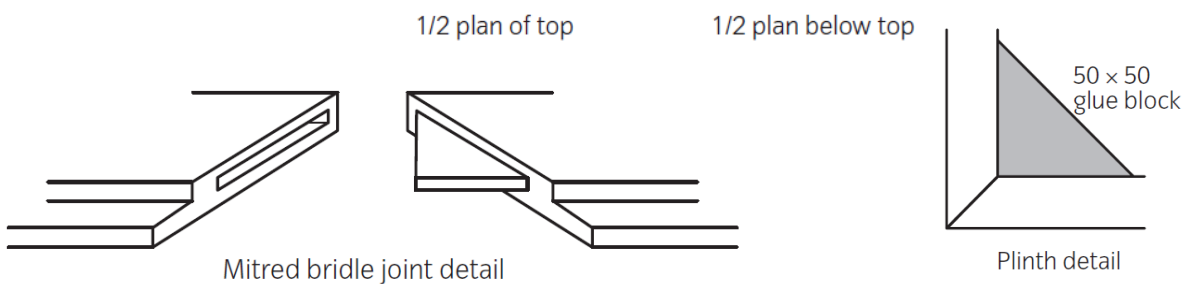 1/2 plan of top
1/2 plan below top
50 × 50
glue block
Mitred bridle joint detail
Plinth detail